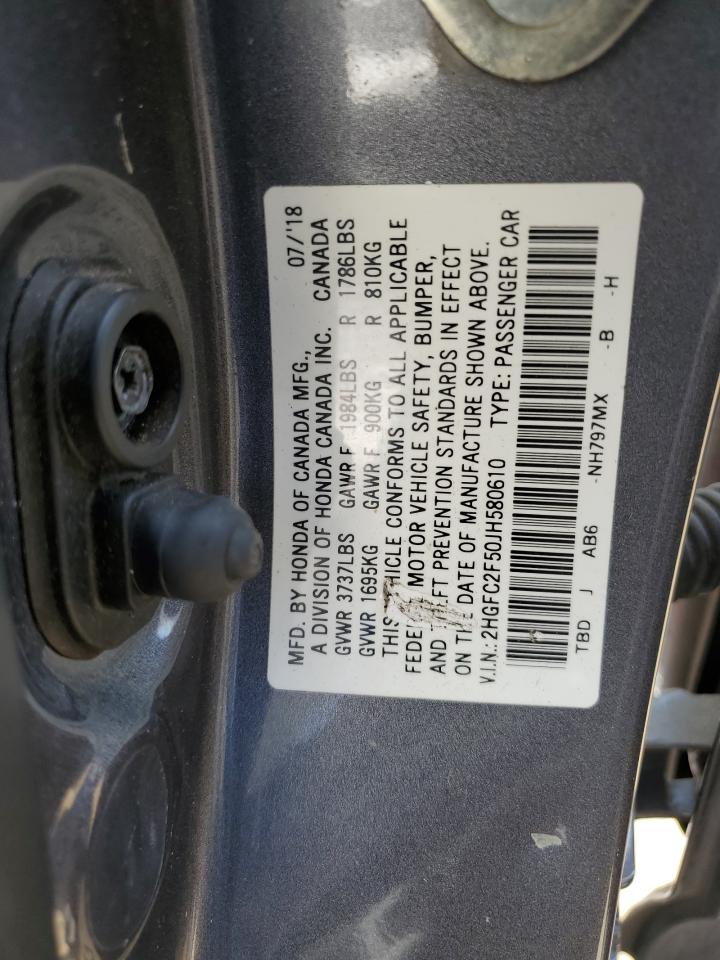 MFD. BY HONDA OF CANADA MFG., 07/'18
A DIVISION OF HONDA CANADA INC. CANADA
GVWR 3737LBS GAWR F 1984LBS R 1786LBS
GVWR 1695KG GAWR F 900KG R 810KG
THIS VEHICLE CONFORMS TO ALL APPLICABLE
FEDERAL MOTOR VEHICLE SAFETY, BUMPER,
AND THEFT PREVENTION STANDARDS IN EFFECT
ON THE DATE OF MANUFACTURE SHOWN ABOVE.
V.I.N.: 2HGFC2F50JH580610 TYPE: PASSENGER CAR
TBD J AB6 -NH797MX -B -H